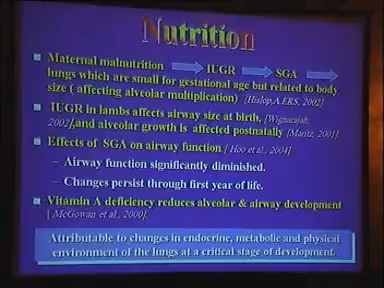 Nutrition
Maternal malnutrition IUGR SGA
lungs which are small for gestational age but related to body
size ( affecting alveolar multiplication) [Hislop,A.ERS, 2002]
IUGR in lambs affects airway size at birth, [Wignarajah,
2002],and alveolar growth is affected postnatally [Maritz, 2001].
Effects of SGA on airway function [ Hoo et al., 2004]
– Airway function significantly diminished.
– Changes persist through first year of life.
Vitamin A deficiency reduces alveolar & airway development
[ McGowan et al., 2000].
Attributable to changes in endocrine, metabolic and physical
environment of the lungs at a critical stage of development.